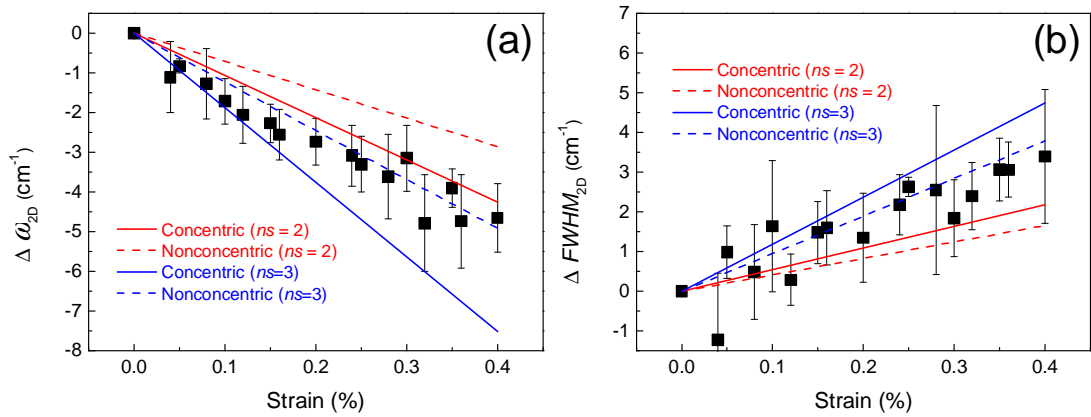 (a)
0
-1
-2
-3
-4
-5
-6
-7
-8
Δ ω2D (cm-1)
Concentric (ns = 2)
Nonconcentric (ns = 2)
Concentric (ns=3)
Nonconcentric (ns=3)
0.0 0.1 0.2 0.3 0.4
Strain (%)
(b)
7
6
5
4
3
2
1
0
-1
Δ FWHM2D (cm-1)
Concentric (ns = 2)
Nonconcentric (ns = 2)
Concentric (ns=3)
Nonconcentric (ns=3)
0.0 0.1 0.2 0.3 0.4
Strain (%)